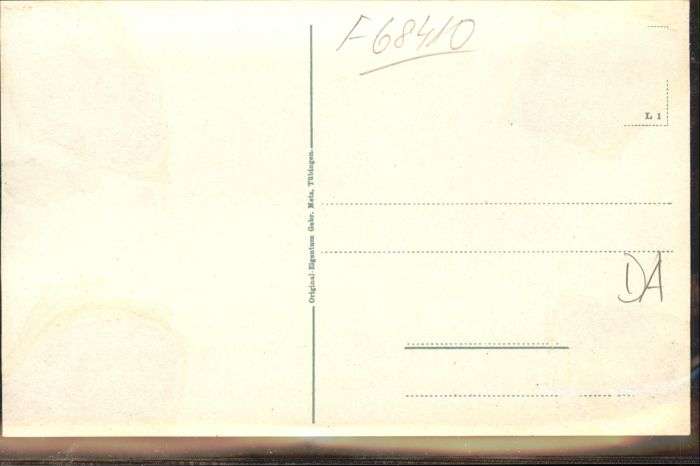 F68410
L 1
Original-Eigentum Gebr. Metz, Tübingen.
DA